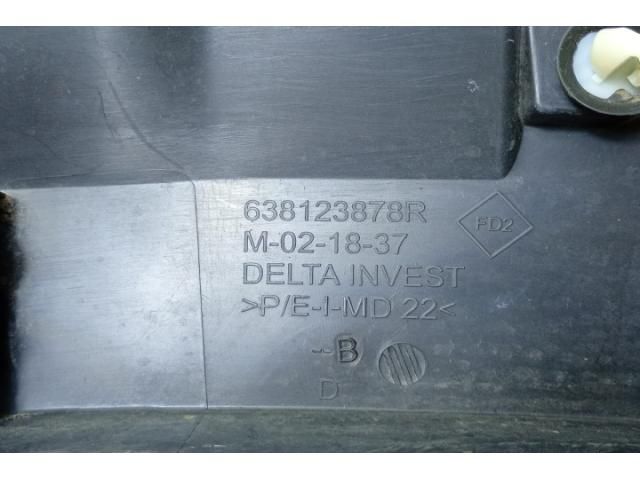 638123878R
FD2
M-02-18-37
DELTA INVEST
>P/E-I-MD 22<
B
D